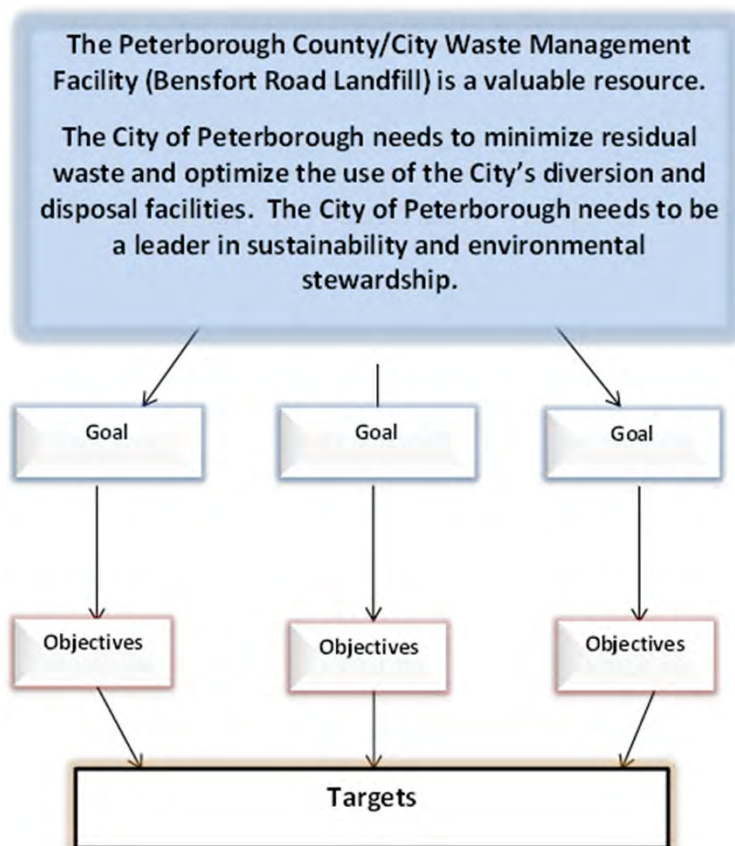 The Peterborough County/City Waste Management
Facility (Bensfort Road Landfill) is a valuable resource.
The City of Peterborough needs to minimize residual
waste and optimize the use of the City's diversion and
disposal facilities. The City of Peterborough needs to be
a leader in sustainability and environmental
stewardship.
Goal
Goal
Goal
Objectives
Objectives
Objectives
Targets